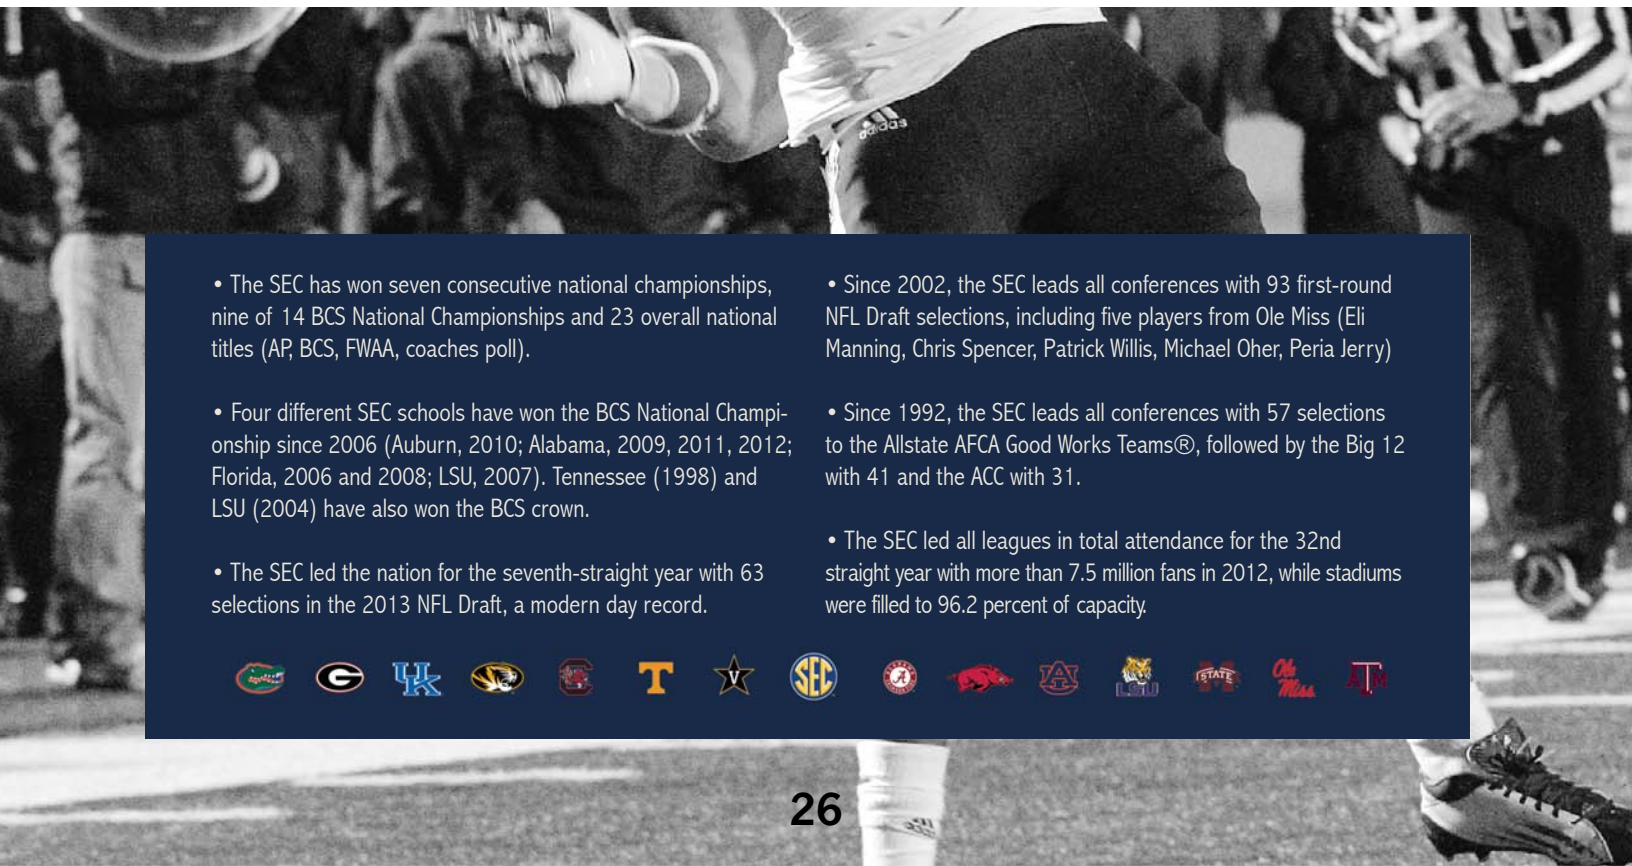 adidas
• The SEC has won seven consecutive national championships,
nine of 14 BCS National Championships and 23 overall national
titles (AP, BCS, FWAA, coaches poll).
• Four different SEC schools have won the BCS National Champi-
onship since 2006 (Auburn, 2010; Alabama, 2009, 2011, 2012;
Florida, 2006 and 2008; LSU, 2007). Tennessee (1998) and
LSU (2004) have also won the BCS crown.
• The SEC led the nation for the seventh-straight year with 63
selections in the 2013 NFL Draft, a modern day record.
• Since 2002, the SEC leads all conferences with 93 first-round
NFL Draft selections, including five players from Ole Miss (Eli
Manning, Chris Spencer, Patrick Willis, Michael Oher, Peria Jerry)
• Since 1992, the SEC leads all conferences with 57 selections
to the Allstate AFCA Good Works Teams®, followed by the Big 12
with 41 and the ACC with 31.
• The SEC led all leagues in total attendance for the 32nd
straight year with more than 7.5 million fans in 2012, while stadiums
were filled to 96.2 percent of capacity.
G UK C T V SEC A AU LSU STATE Ole Miss ATM
26